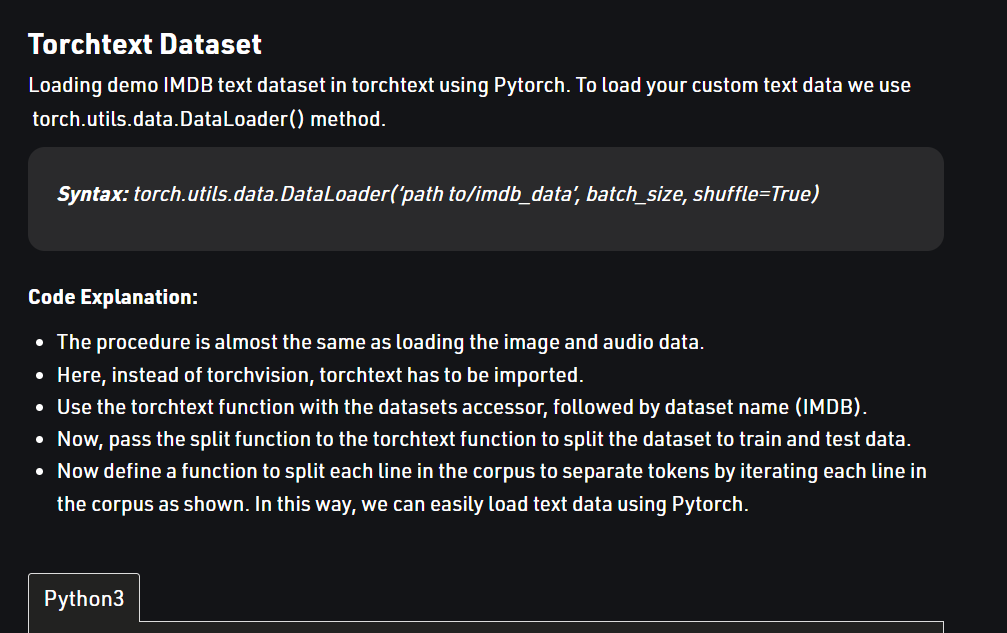 Torchtext Dataset
Loading demo IMDB text dataset in torchtext using Pytorch. To load your custom text data we use
torch.utils.data.DataLoader() method.
Syntax: torch.utils.data.DataLoader(‘path to/imdb_data’, batch_size, shuffle=True)
Code Explanation:
• The procedure is almost the same as loading the image and audio data.
• Here, instead of torchvision, torchtext has to be imported.
• Use the torchtext function with the datasets accessor, followed by dataset name (IMDB).
• Now, pass the split function to the torchtext function to split the dataset to train and test data.
• Now define a function to split each line in the corpus to separate tokens by iterating each line in
the corpus as shown. In this way, we can easily load text data using Pytorch.
Python3